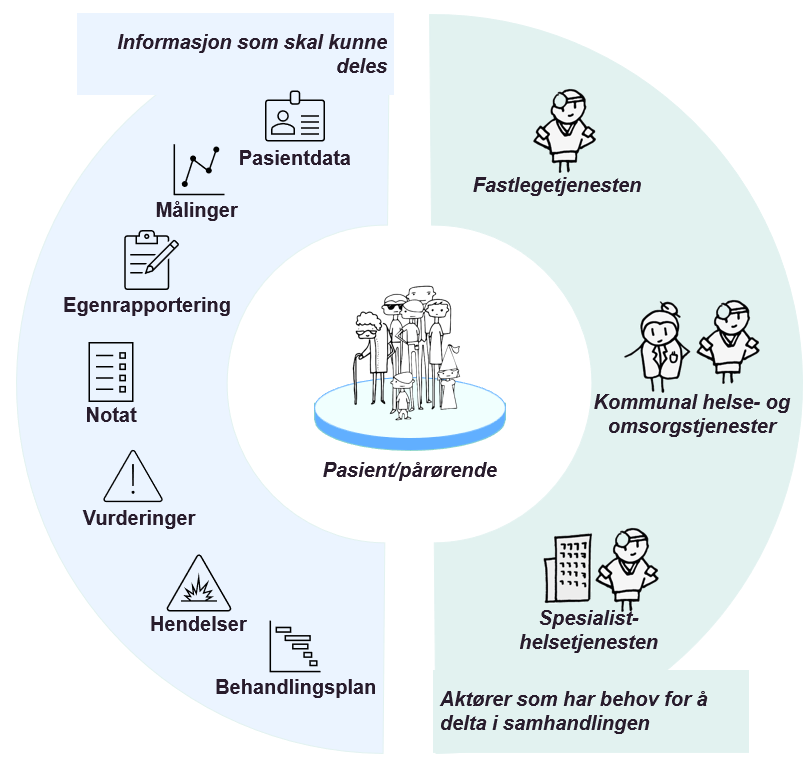 Informasjon som skal kunne
deles
Pasientdata
Målinger
Egenrapportering
Notat
Vurderinger
Hendelser
Behandlingsplan
Pasient/pårørende
Fastlegetjenesten
Kommunal helse- og
omsorgstjenester
Spesialist-
helsetjenesten
Aktører som har behov for å
delta i samhandlingen